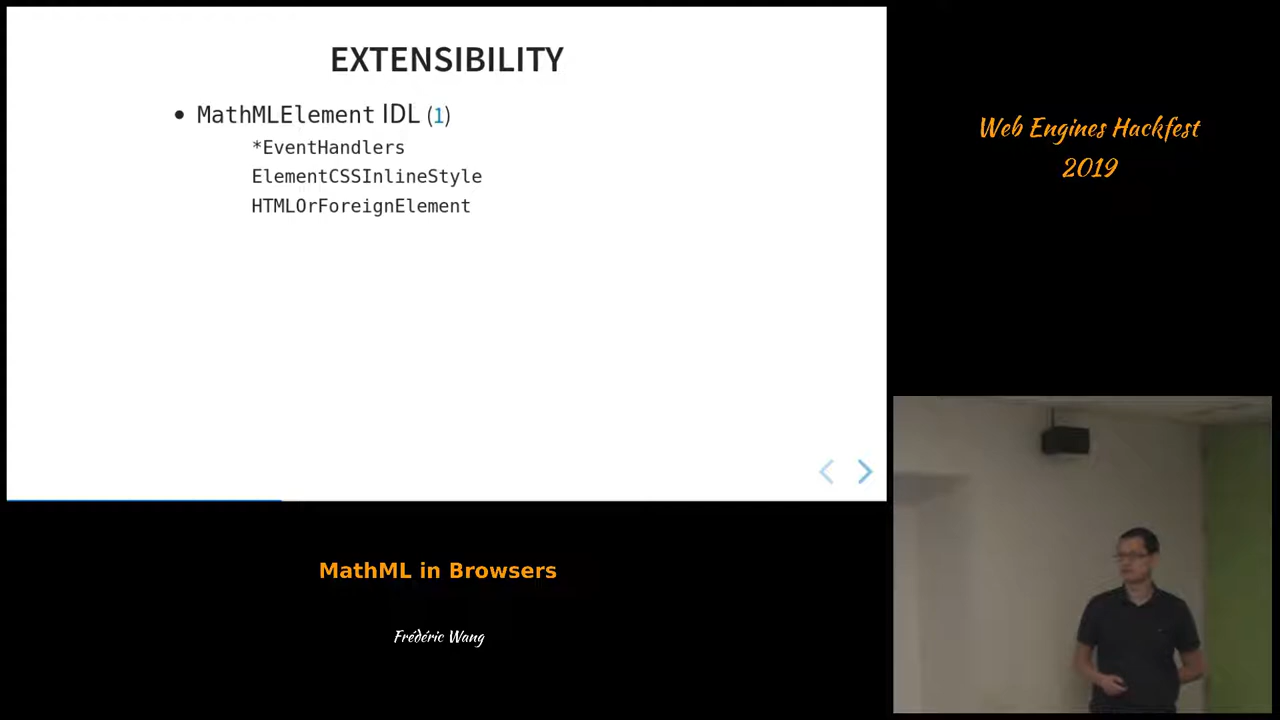 EXTENSIBILITY
• MathMLElement IDL (1)
*EventHandlers
ElementCSSInlineStyle
HTMLOrForeignElement
Web Engines Hackfest
2019
MathML in Browsers
Frédéric Wang